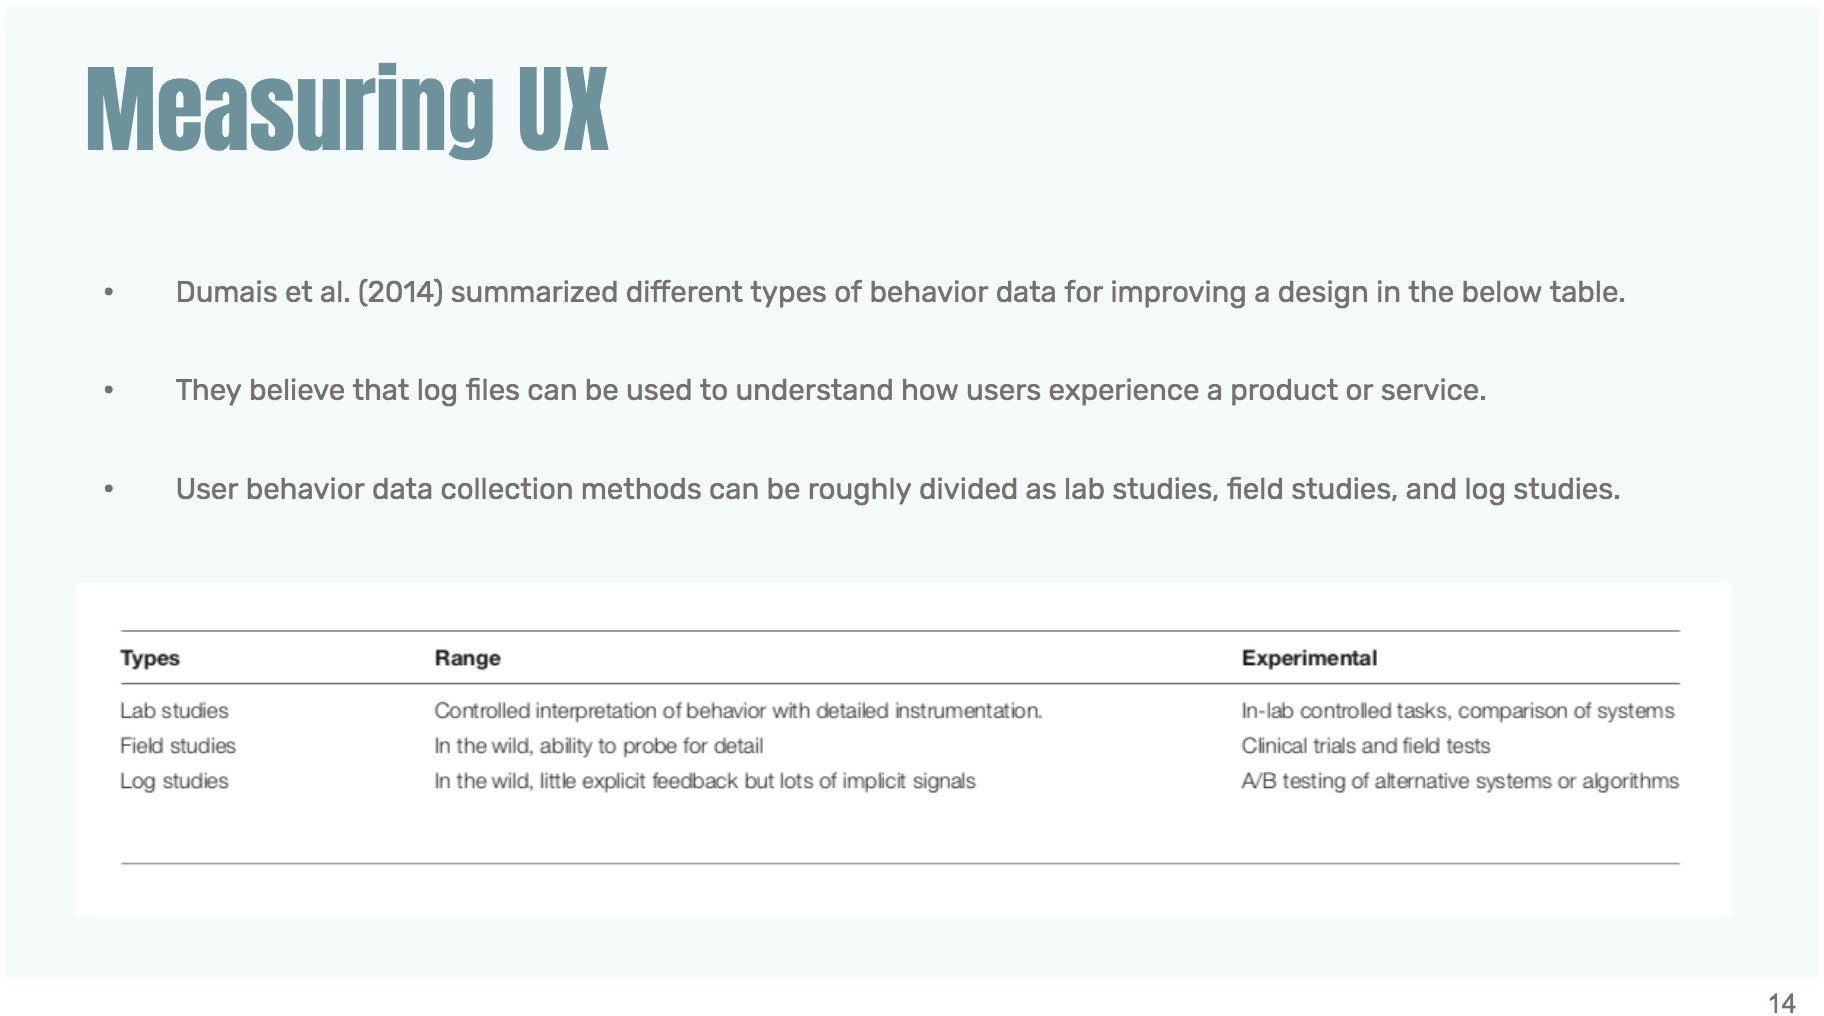 Measuring UX
• Dumais et al. (2014) summarized different types of behavior data for improving a design in the below table.
• They believe that log files can be used to understand how users experience a product or service.
• User behavior data collection methods can be roughly divided as lab studies, field studies, and log studies.
Types Range Experimental
Lab studies Controlled interpretation of behavior with detailed instrumentation. In-lab controlled tasks, comparison of systems
Field studies In the wild, ability to probe for detail Clinical trials and field tests
Log studies In the wild, little explicit feedback but lots of implicit signals A/B testing of alternative systems or algorithms
14